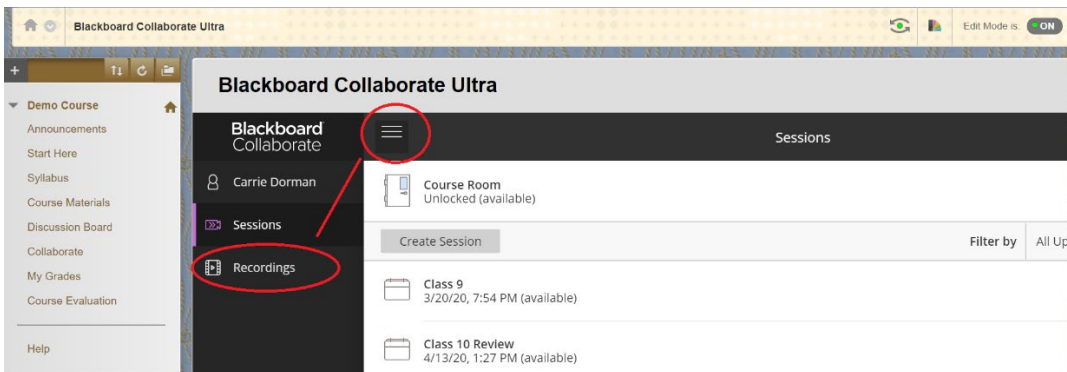 Blackboard Collaborate Ultra
Edit Mode is: ON
Demo Course
Announcements
Start Here
Syllabus
Course Materials
Discussion Board
Collaborate
My Grades
Course Evaluation
Help
Blackboard Collaborate Ultra
Blackboard
Collaborate
Sessions
Carrie Dorman
Sessions
Recordings
Course Room
Unlocked (available)
Create Session
Filter by
All Up
Class 9
3/20/20, 7:54 PM (available)
Class 10 Review
4/13/20, 1:27 PM (available)